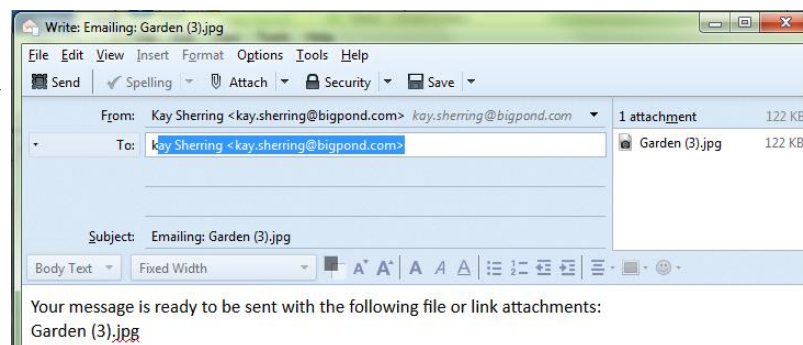 Write: Emailing: Garden (3).jpg
File Edit View Insert Format Options Tools Help
Send Spelling Attach Security Save
From: Kay Sherring <kay.sherring@bigpond.com> kay.sherring@bigpond.com
1 attachment 122 KB
To: kay Sherring <kay.sherring@bigpond.com>
Garden (3).jpg 122 KB
Subject: Emailing: Garden (3).jpg
Body Text Fixed Width
Your message is ready to be sent with the following file or link attachments:
Garden (3).jpg